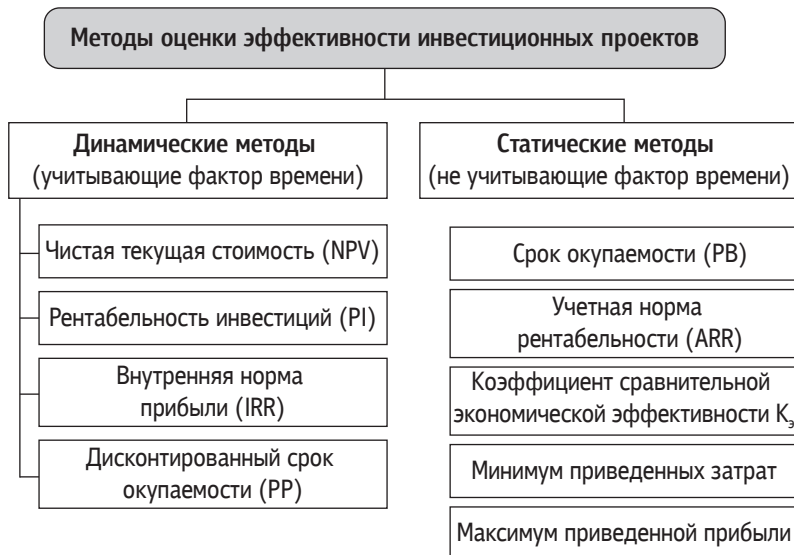 Методы оценки эффективности инвестиционных проектов
Динамические методы
(учитывающие фактор времени)
Чистая текущая стоимость (NPV)
Рентабельность инвестиций (PI)
Внутренняя норма
прибыли (IRR)
Дисконтированный срок
окупаемости (PP)
Статические методы
(не учитывающие фактор времени)
Срок окупаемости (PB)
Учетная норма
рентабельности (ARR)
Коэффициент сравнительной
экономической эффективности Кэ
Минимум приведенных затрат
Максимум приведенной прибыли